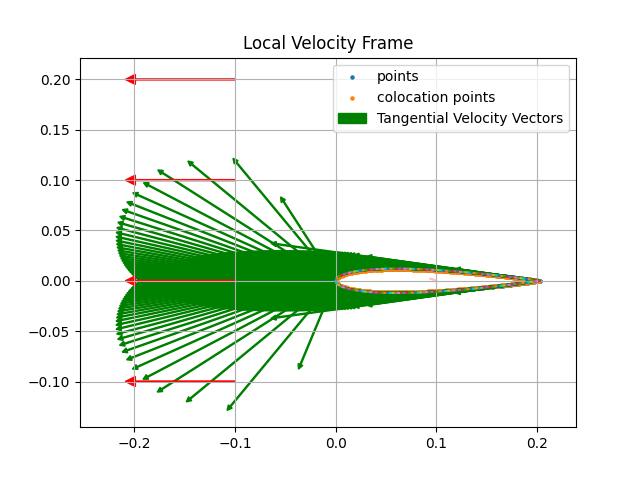 Local Velocity Frame
points
colocation points
Tangential Velocity Vectors
0.20
0.15
0.10
0.05
0.00
−0.05
−0.10
−0.2 −0.1 0.0 0.1 0.2